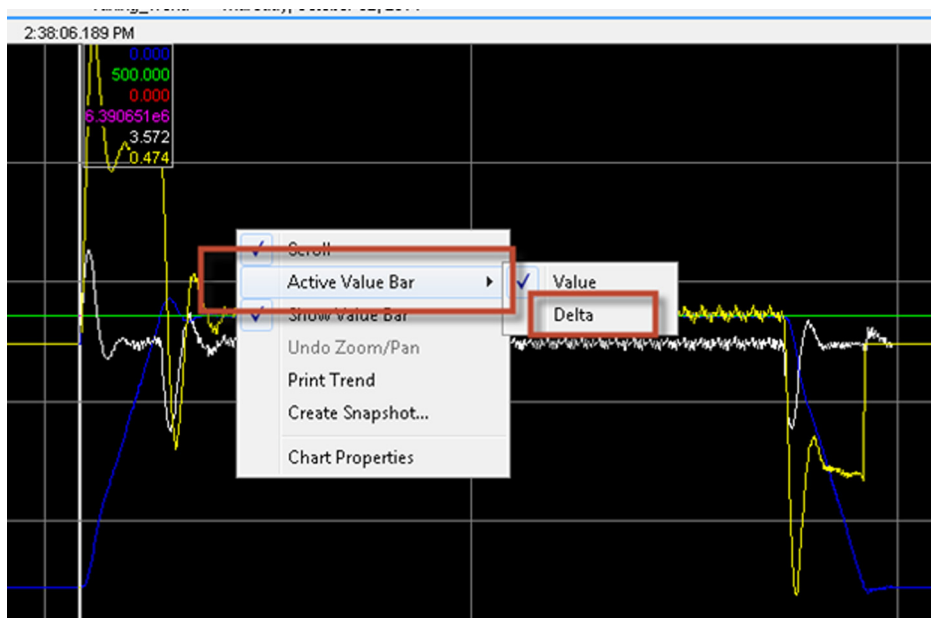 2:38:06.189 PM
0.000
500.000
0.000
6.390651e6
3.572
0.474
Scroll
Active Value Bar
Value
Show Value Bar
Delta
Undo Zoom/Pan
Print Trend
Create Snapshot...
Chart Properties